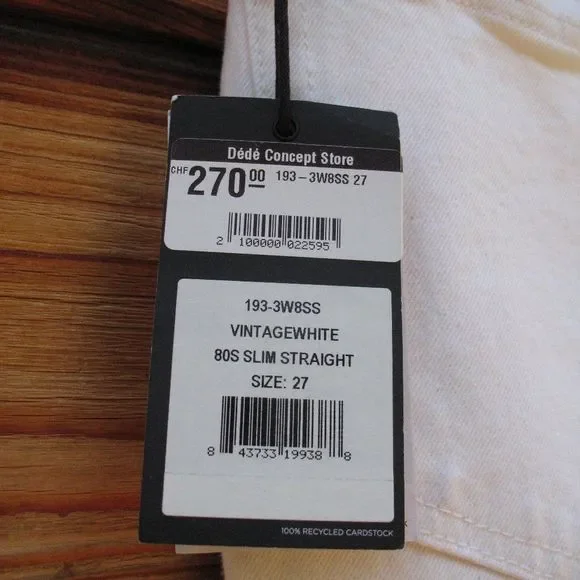 Dédé Concept Store
CHF 270.00 193-3W8SS 27
2 100000 022595
193-3W8SS
VINTAGEWHITE
80S SLIM STRAIGHT
SIZE: 27
8 43733 19938 8
100% RECYCLED CARDSTOCK